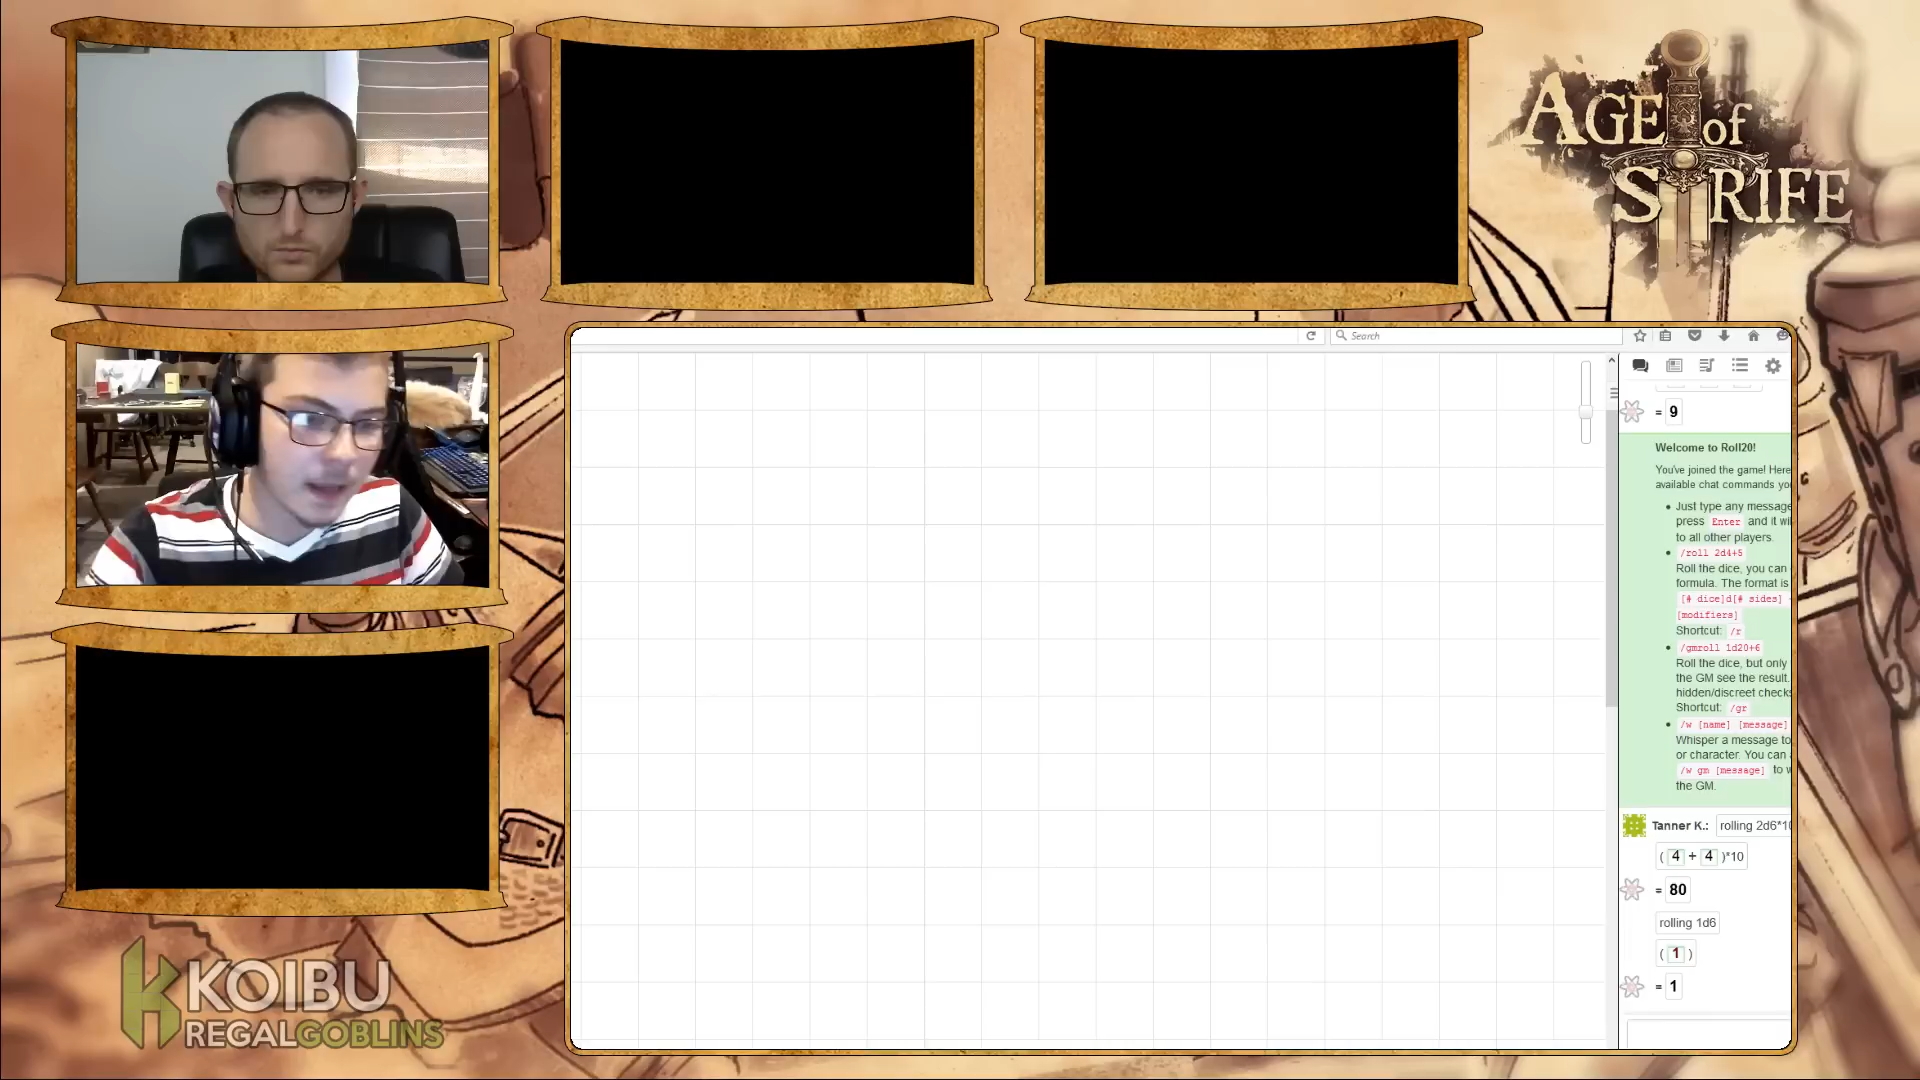 AGE of
STRIFE
Search
= 9
Welcome to Roll20!
You've joined the game! Here
available chat commands yo
• Just type any message
press Enter and it wi
to all other players.
• /roll 2d4+5
Roll the dice, you can
formula. The format is
[# dice]d[# sides]
[modifiers]
Shortcut: /r
• /gmroll 1d20+6
Roll the dice, but only
the GM see the result.
hidden/discreet checks
Shortcut: /gr
• /w [name] [message]
Whisper a message to
or character. You can
/w gm [message] to w
the GM.
Tanner K.: rolling 2d6*10
( 4 + 4 )*10
= 80
rolling 1d6
( 1 )
= 1
KOIBU
REGALGOBLINS